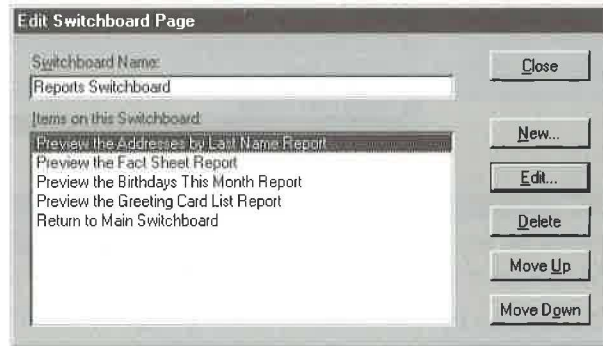 Edit Switchboard Page
Switchboard Name:
Reports Switchboard
Close
Items on this Switchboard:
Preview the Addresses by Last Name Report
Preview the Fact Sheet Report
Preview the Birthdays This Month Report
Preview the Greeting Card List Report
Return to Main Switchboard
New...
Edit...
Delete
Move Up
Move Down